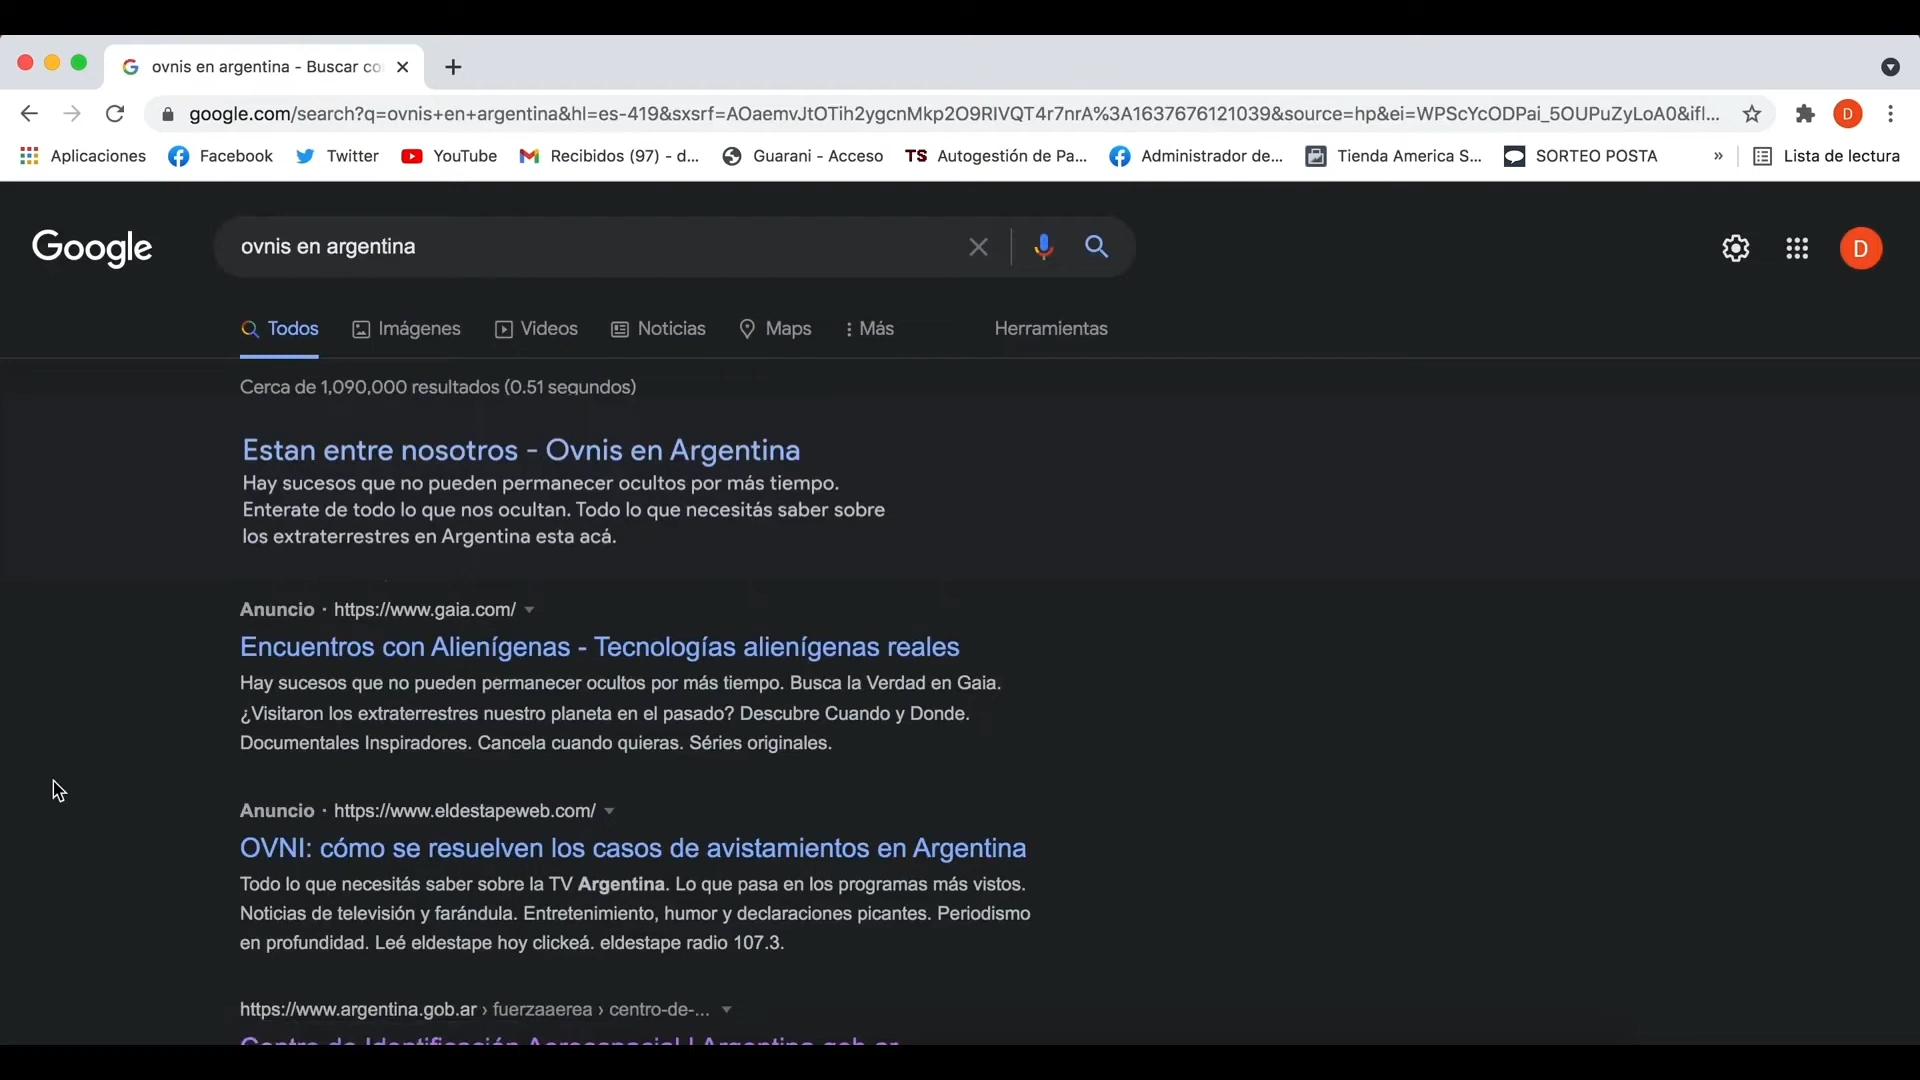 ovnis en argentina - Buscar co
google.com/search?q=ovnis+en+argentina&hl=es-419&sxsrf=AOaemvJtOTih2ygcnMkp2O9RIVQT4r7nrA%3A1637676121039&source=hp&ei=WPScYcODPai_5OUPuZyLoA0&ifl...
D
Aplicaciones
Facebook
Twitter
YouTube
Recibidos (97) - d...
Guarani - Acceso
TS Autogestión de Pa...
Administrador de...
Tienda America S...
SORTEO POSTA
»
Lista de lectura
Google
ovnis en argentina
D
Todos
Imágenes
Videos
Noticias
Maps
Más
Herramientas
Cerca de 1,090,000 resultados (0.51 segundos)
Estan entre nosotros - Ovnis en Argentina
Hay sucesos que no pueden permanecer ocultos por más tiempo.
Enterate de todo lo que nos ocultan. Todo lo que necesitás saber sobre
los extraterrestres en Argentina esta acá.
Anuncio · https://www.gaia.com/
Encuentros con Alienígenas - Tecnologías alienígenas reales
Hay sucesos que no pueden permanecer ocultos por más tiempo. Busca la Verdad en Gaia.
¿Visitaron los extraterrestres nuestro planeta en el pasado? Descubre Cuando y Donde.
Documentales Inspiradores. Cancela cuando quieras. Séries originales.
Anuncio · https://www.eldestapeweb.com/
OVNI: cómo se resuelven los casos de avistamientos en Argentina
Todo lo que necesitás saber sobre la TV Argentina. Lo que pasa en los programas más vistos.
Noticias de televisión y farándula. Entretenimiento, humor y declaraciones picantes. Periodismo
en profundidad. Leé eldestape hoy clickeá. eldestape radio 107.3.
https://www.argentina.gob.ar › fuerzaaerea › centro-de-...
Centro de Identificación Aeroespacial | Argentina.gob.ar